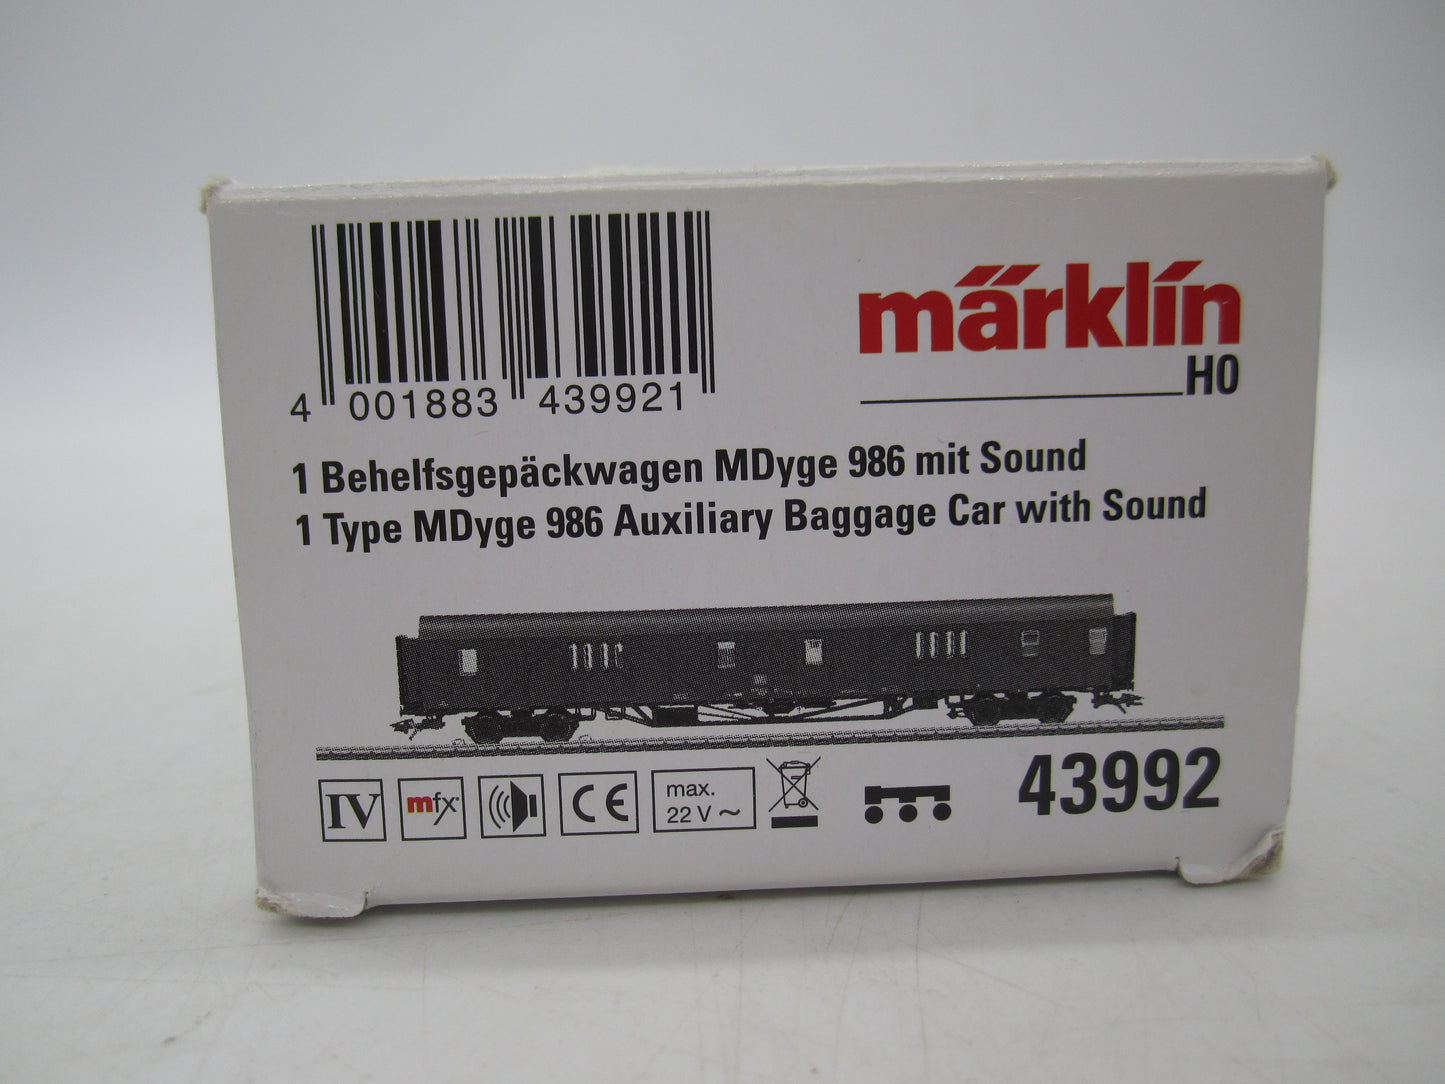 4 001883 439921
märklin
H0
1 Behelfsgepäckwagen MDyge 986 mit Sound
1 Type MDyge 986 Auxiliary Baggage Car with Sound
IV mfx CE max. 22 V ~ 43992